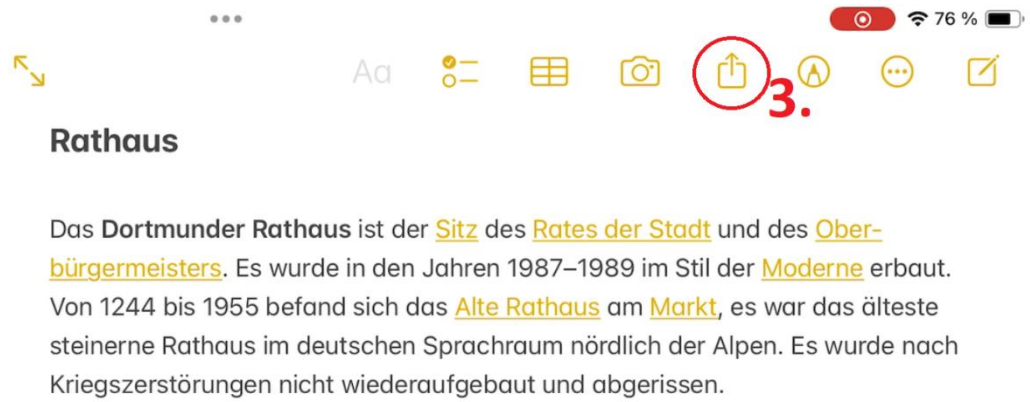 76 %
Aa
3.
Rathaus
Das Dortmunder Rathaus ist der Sitz des Rates der Stadt und des Ober-
bürgermeisters. Es wurde in den Jahren 1987–1989 im Stil der Moderne erbaut.
Von 1244 bis 1955 befand sich das Alte Rathaus am Markt, es war das älteste
steinerne Rathaus im deutschen Sprachraum nördlich der Alpen. Es wurde nach
Kriegszerstörungen nicht wiederaufgebaut und abgerissen.